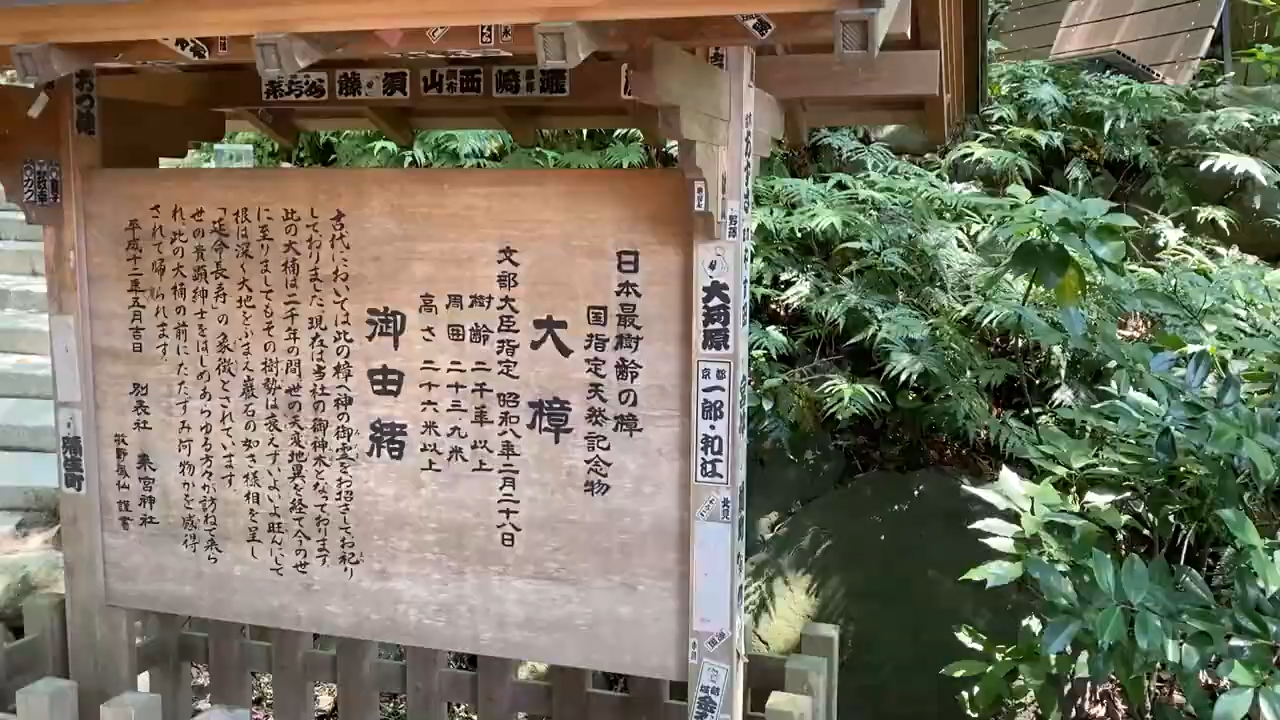 日本最樹齢の樟
国指定天然記念物
大樟
文部大臣指定 昭和八年二月二十八日
樹齢 二千年以上
周囲 二十三、九米
高さ 二十六米以上
御由緒
古代においては此の樟へ神の御霊をお招きしてお祀り
しておりました現在は当社の御神木となっております
此の大楠は二千年の間、世の天変地異を経て今の世
に至りましてもその樹勢は衰えずいよいよ旺んにして
根は深く大地をふまえ巌石の如き様相を呈し
「延命長寿」の象徴とされています。
世の貴顕紳士をはじめあらゆる方々が訪ねて来ら
れ、此の大楠の前にたたずみ何物かを感得
されて帰られます。
平成十二年五月吉日 別表社 来宮神社
謹書
大河原
京都
一郎・和江
藤
須
山
西
崎
蒲生町